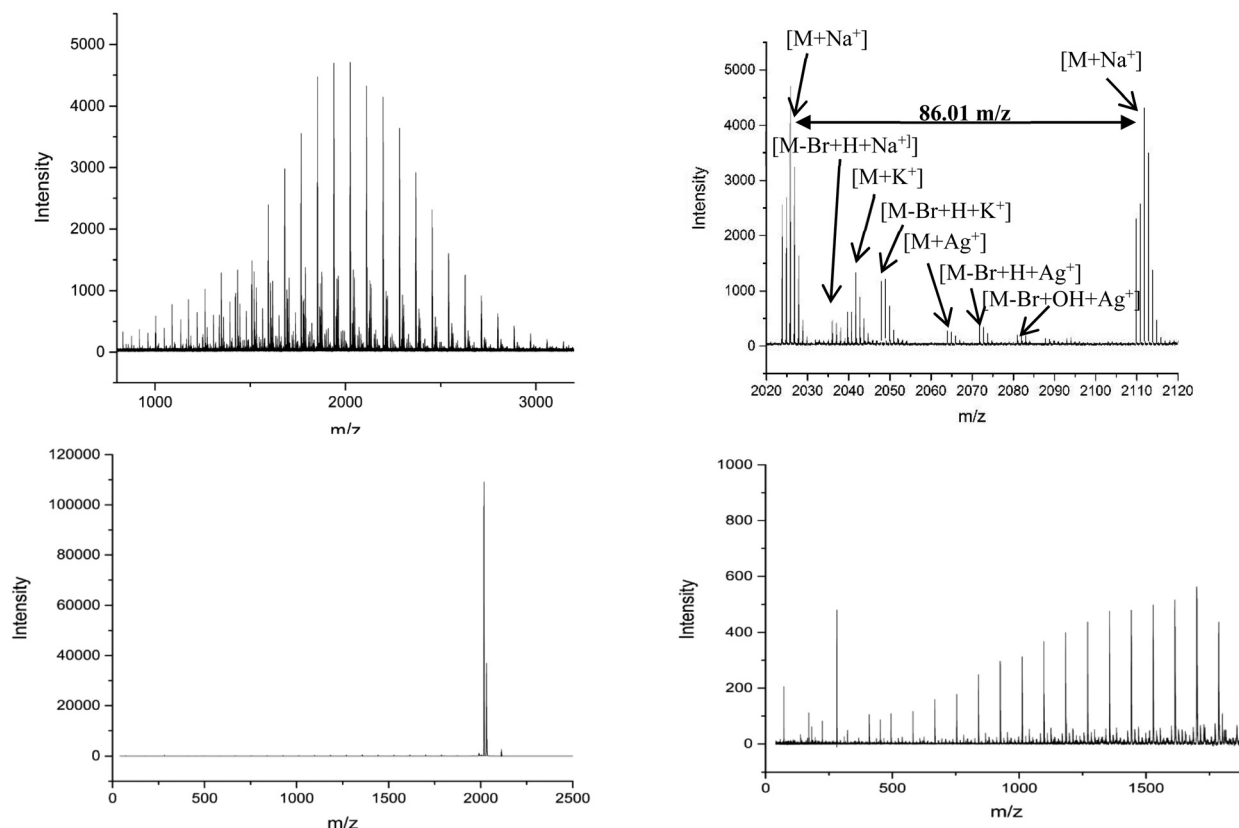 5000
4000
3000
2000
1000
0
Intensity
1000
2000
3000
m/z
[M+Na⁺]
[M+Na⁺]
86.01 m/z
[M-Br+H+Na⁺]]
[M+K⁺]
[M-Br+H+K⁺]
[M+Ag⁺]
[M-Br+H+Ag⁺]
[M-Br+OH+Ag⁺]
5000
4000
3000
2000
1000
0
Intensity
2020 2030 2040 2050 2060 2070 2080 2090 2100 2110 2120
m/z
120000
100000
80000
60000
40000
20000
0
Intensity
0 500 1000 1500 2000 2500
m/z
1000
800
600
400
200
0
Intensity
0 500 1000 1500
m/z